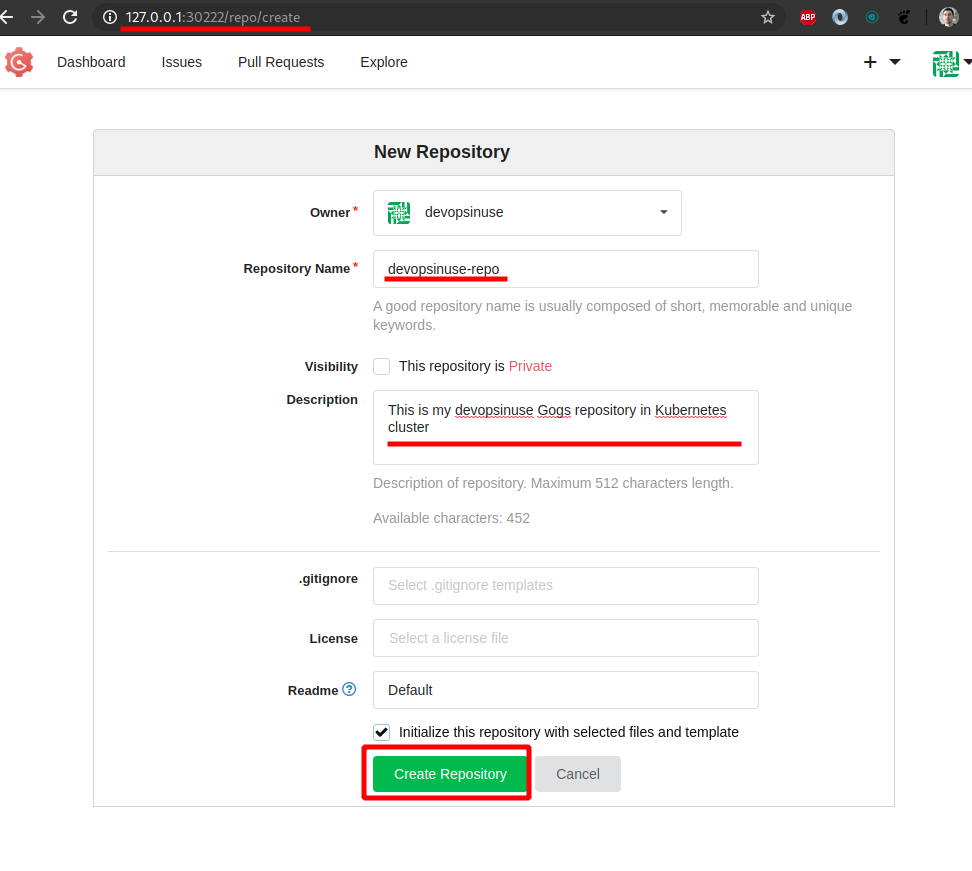 127.0.0.1:30222/repo/create
ABP
Dashboard Issues Pull Requests Explore
New Repository
Owner *
devopsinuse
Repository Name *
devopsinuse-repo
A good repository name is usually composed of short, memorable and unique
keywords.
Visibility
This repository is Private
Description
This is my devopsinuse Gogs repository in Kubernetes
cluster
Description of repository. Maximum 512 characters length.
Available characters: 452
.gitignore
Select .gitignore templates
License
Select a license file
Readme
Default
Initialize this repository with selected files and template
Create Repository
Cancel